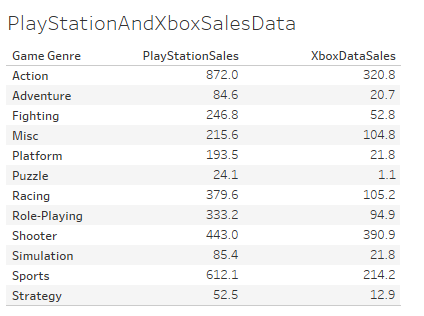 PlayStationAndXboxSalesData
Game Genre PlayStationSales XboxDataSales
Action 872.0 320.8
Adventure 84.6 20.7
Fighting 246.8 52.8
Misc 215.6 104.8
Platform 193.5 21.8
Puzzle 24.1 1.1
Racing 379.6 105.2
Role-Playing 333.2 94.9
Shooter 443.0 390.9
Simulation 85.4 21.8
Sports 612.1 214.2
Strategy 52.5 12.9